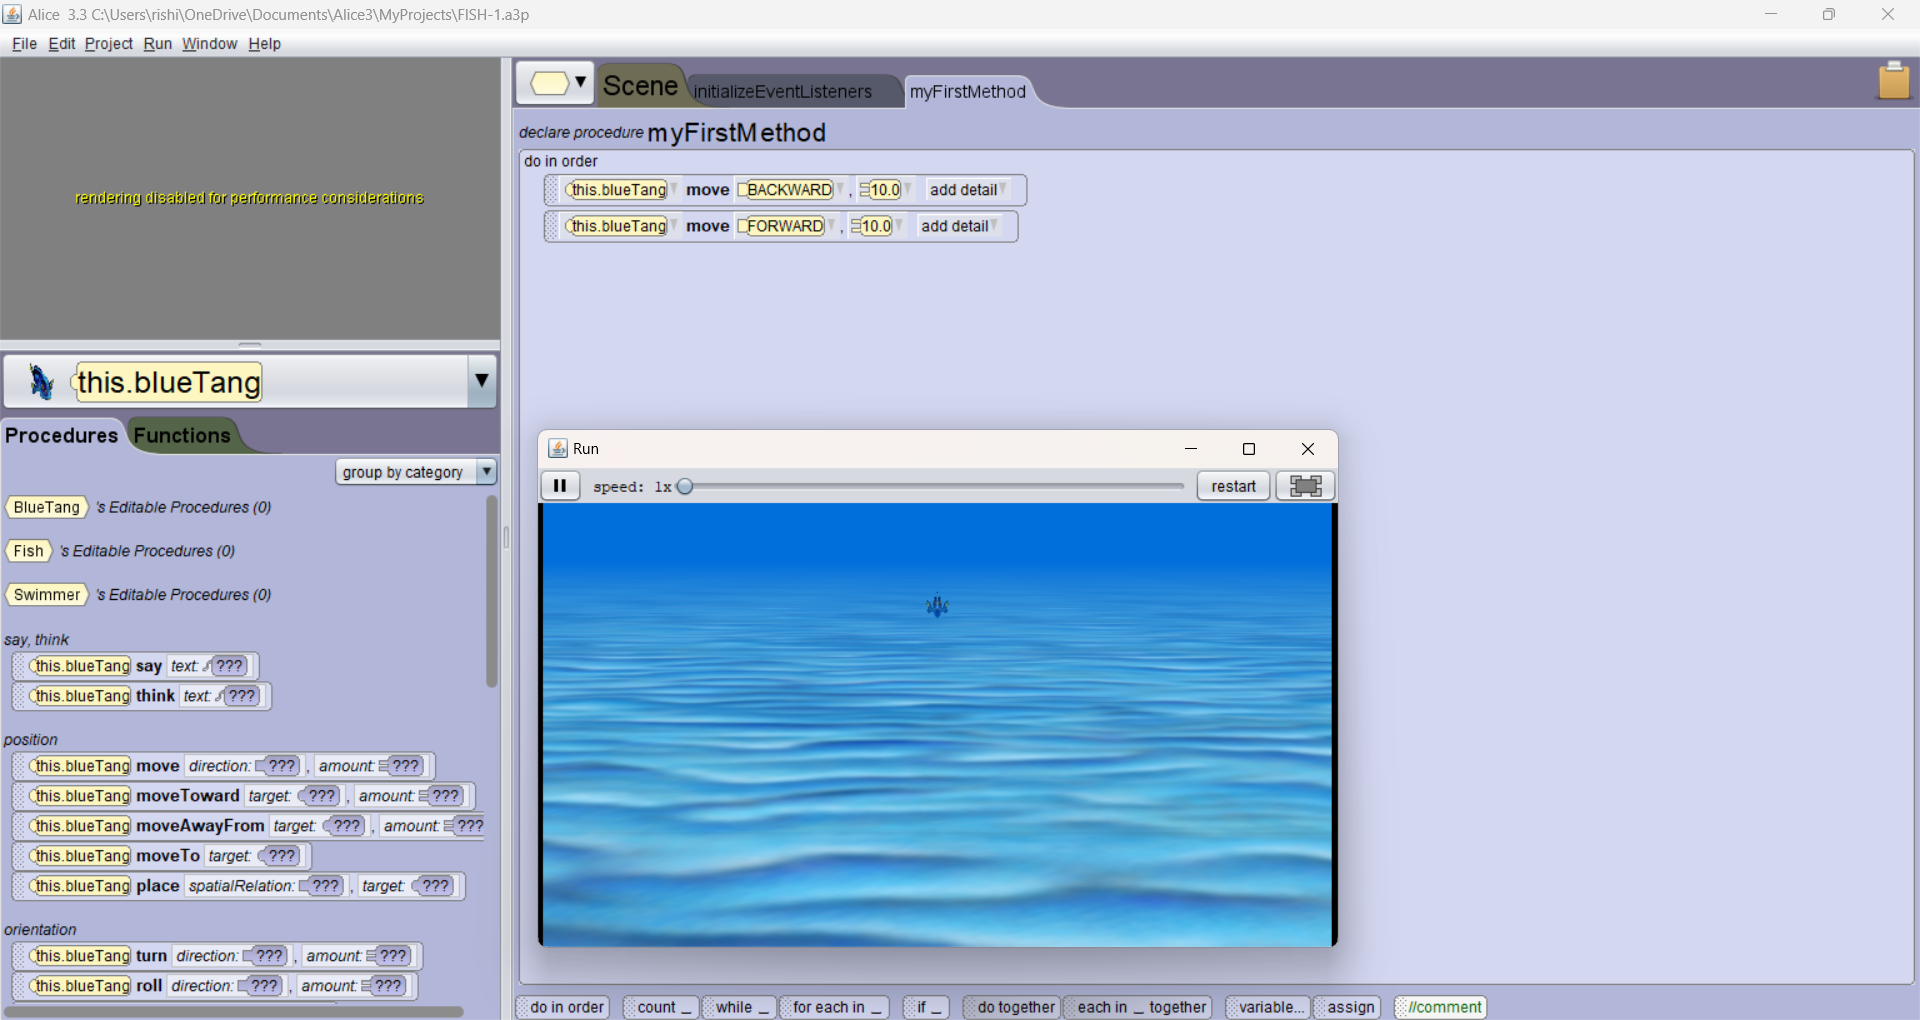 Alice 3.3 C:\Users\rishi\OneDrive\Documents\Alice3\MyProjects\FISH-1.a3p
File Edit Project Run Window Help
rendering disabled for performance considerations
this.blueTang
Procedures Functions
group by category
BlueTang 's Editable Procedures (0)
Fish 's Editable Procedures (0)
Swimmer 's Editable Procedures (0)
say, think
this.blueTang say text: ???
this.blueTang think text: ???
position
this.blueTang move direction: ??? , amount: ???
this.blueTang moveToward target: ??? , amount: ???
this.blueTang moveAwayFrom target: ??? , amount: ???
this.blueTang moveTo target: ???
this.blueTang place spatialRelation: ??? , target: ???
orientation
this.blueTang turn direction: ??? , amount: ???
this.blueTang roll direction: ??? , amount: ???
Scene initializeEventListeners myFirstMethod
declare procedure myFirstMethod
do in order
this.blueTang move BACKWARD , 10.0 add detail
this.blueTang move FORWARD , 10.0 add detail
Run
speed: 1x restart
do in order count _ while _ for each in _ if _ do together each in _ together variable... assign //comment